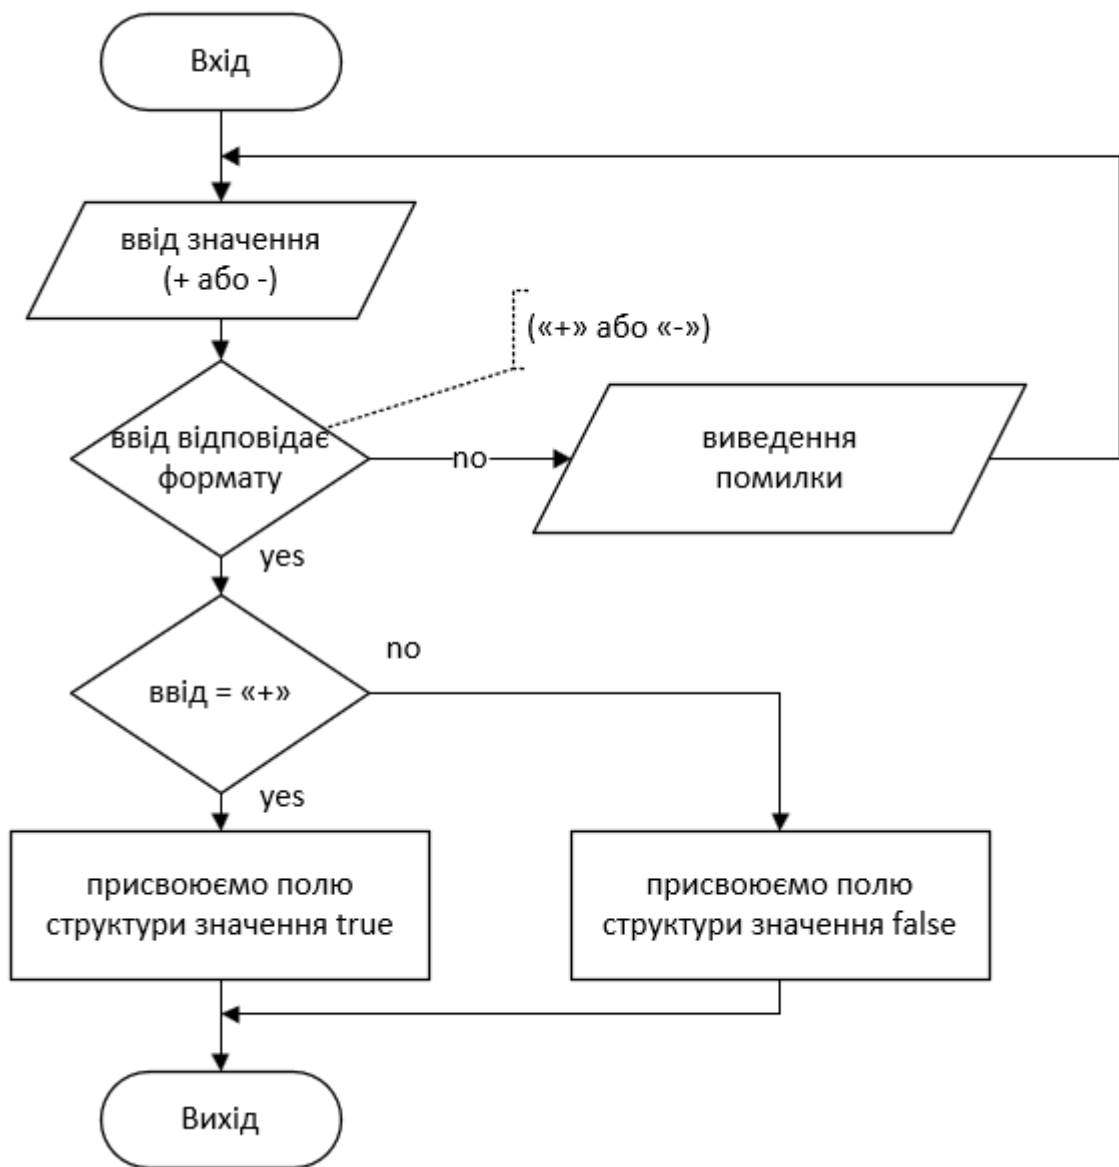 Вхід
ввід значення
(+ або -)
(«+» або «-»)
ввід відповідає
формату
no
виведення
помилки
yes
no
ввід = «+»
yes
присвоюємо полю
структури значення true
присвоюємо полю
структури значення false
Вихід